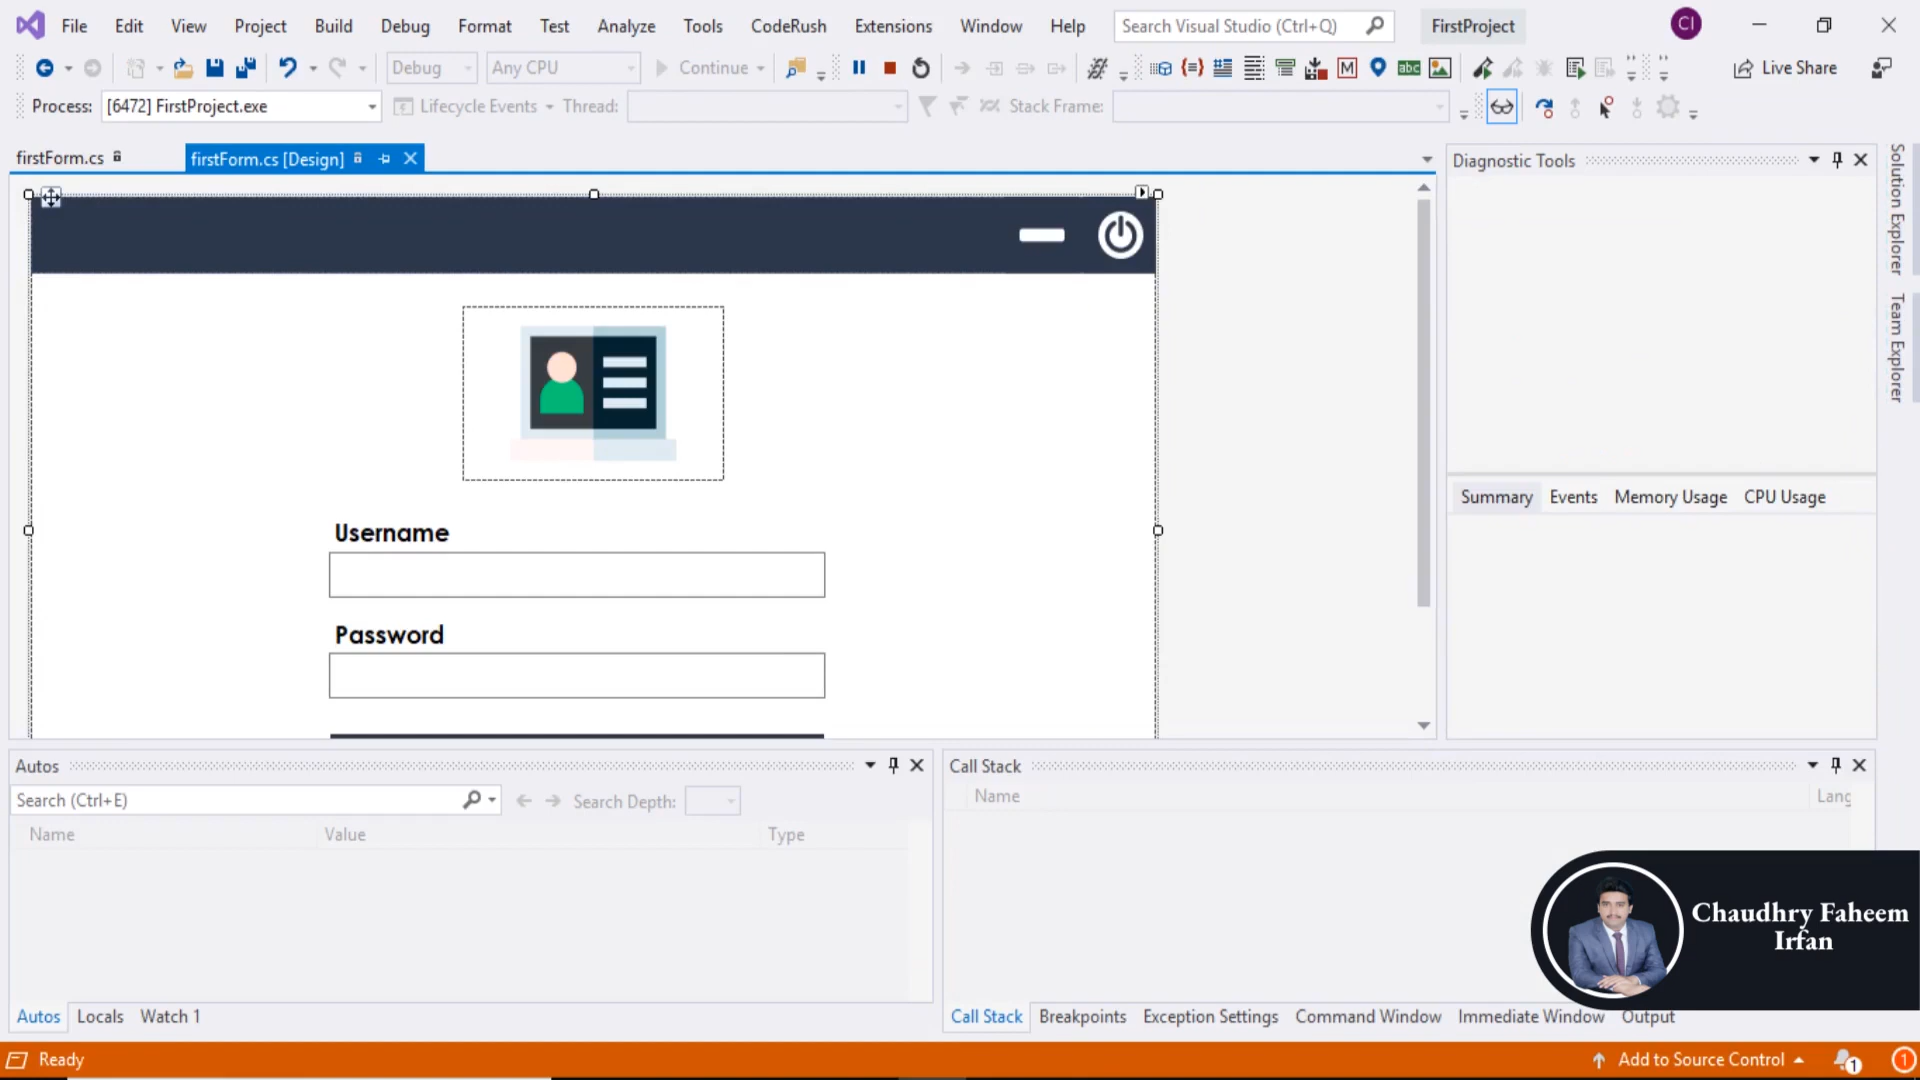 File Edit View Project Build Debug Format Test Analyze Tools CodeRush Extensions Window Help Search Visual Studio (Ctrl+Q) FirstProject CI
Debug Any CPU Continue abc M Live Share
Process: [6472] FirstProject.exe Lifecycle Events Thread: Stack Frame:
firstForm.cs firstForm.cs [Design]
Diagnostic Tools
Solution Explorer
Team Explorer
Username
Password
Summary Events Memory Usage CPU Usage
Autos
Search (Ctrl+E) Search Depth:
Name Value Type
Autos Locals Watch 1
Call Stack
Name Lang
Chaudhry Faheem
Irfan
Call Stack Breakpoints Exception Settings Command Window Immediate Window Output
Ready Add to Source Control 1 1